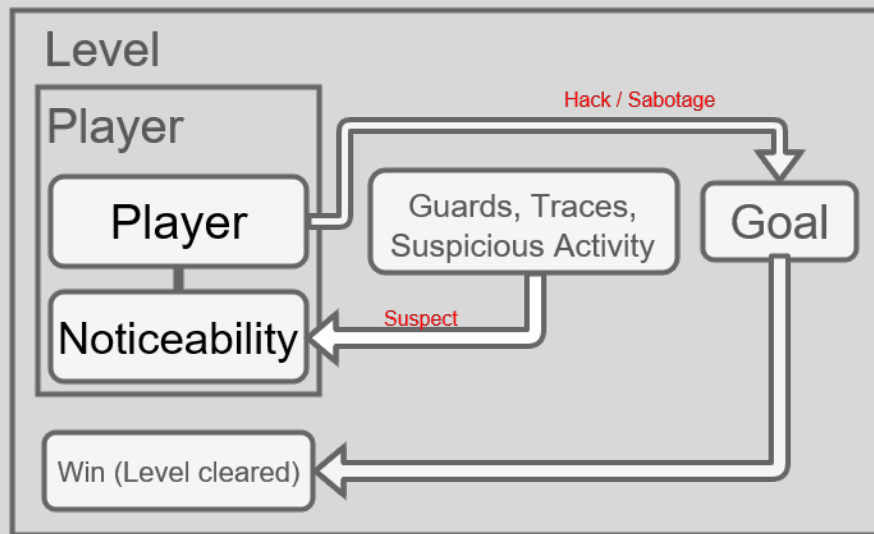 Level
Player
Hack / Sabotage
Player
Guards, Traces,
Suspicious Activity
Goal
Suspect
Noticeability
Win (Level cleared)